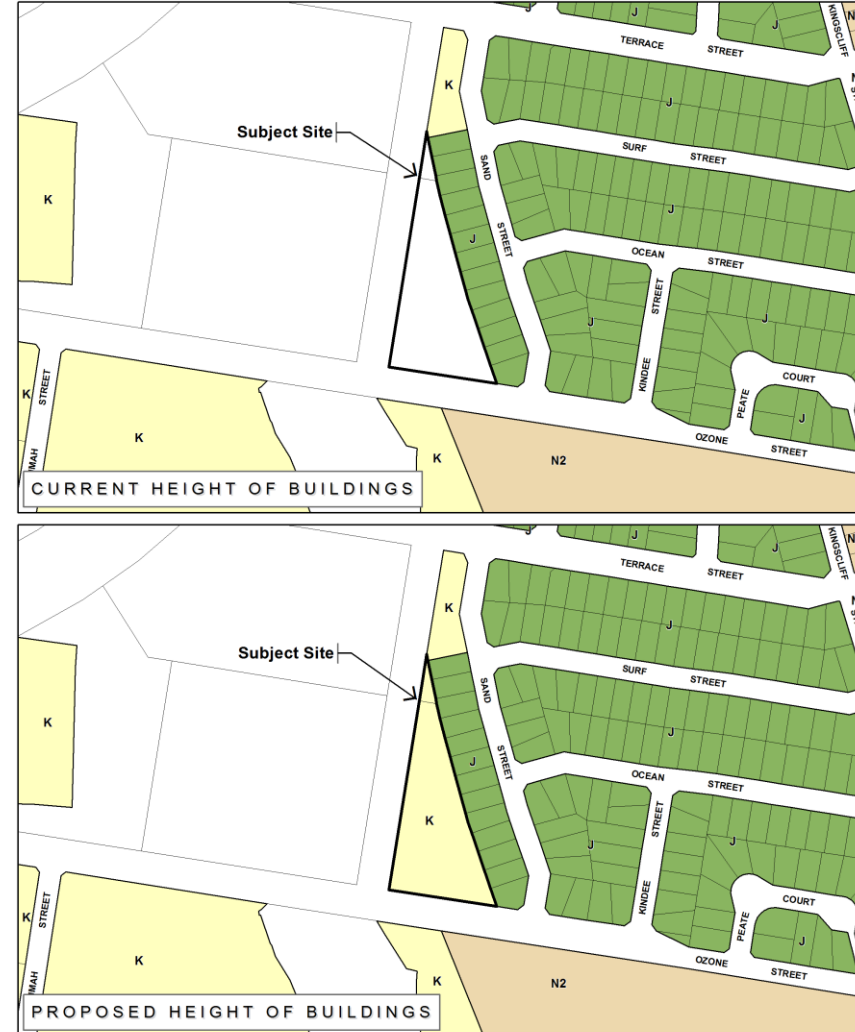 J
J
J
KINGSCLIFF
N
TERRACE STREET
K
J
Subject Site
SURF STREET
SAND STREET
K
J
J
OCEAN STREET
J
J
KINDEE STREET
COURT
PEATE
J
K
STREET
K
K
N2
OZONE STREET
CURRENT HEIGHT OF BUILDINGS
J
J
J
KINGSCLIFF
N
TERRACE STREET
K
J
Subject Site
SURF STREET
SAND STREET
K
J
J
OCEAN STREET
K
J
J
KINDEE STREET
COURT
PEATE
J
K
STREET
K
K
N2
OZONE STREET
PROPOSED HEIGHT OF BUILDINGS